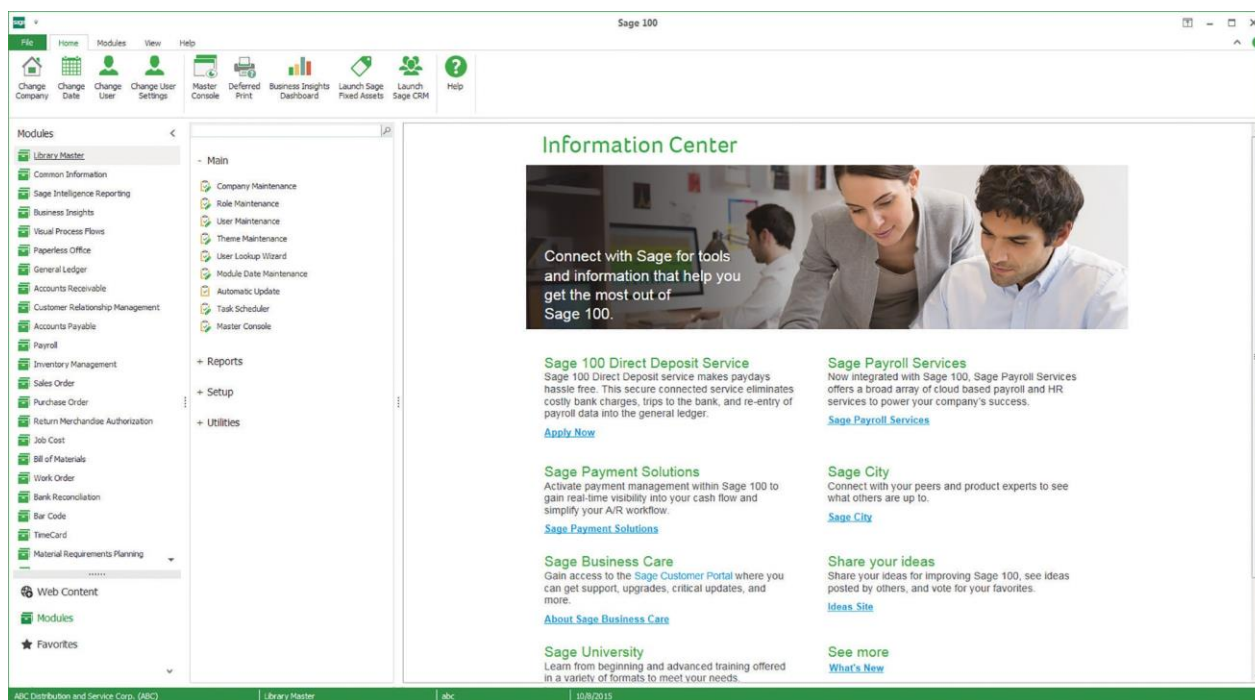 sage
Sage 100
File Home Modules View Help
Change Company
Change Date
Change User
Change User Settings
Master Console
Deferred Print
Business Insights Dashboard
Launch Sage Fixed Assets
Launch Sage CRM
Help
Modules
Library Master
Common Information
Sage Intelligence Reporting
Business Insights
Visual Process Flows
Paperless Office
General Ledger
Accounts Receivable
Customer Relationship Management
Accounts Payable
Payroll
Inventory Management
Sales Order
Purchase Order
Return Merchandise Authorization
Job Cost
Bill of Materials
Work Order
Bank Reconciliation
Bar Code
TimeCard
Material Requirements Planning
Web Content
Modules
Favorites
- Main
Company Maintenance
Role Maintenance
User Maintenance
Theme Maintenance
User Lookup Wizard
Module Date Maintenance
Automatic Update
Task Scheduler
Master Console
+ Reports
+ Setup
+ Utilities
Information Center
Connect with Sage for tools
and information that help you
get the most out of
Sage 100.
Sage 100 Direct Deposit Service
Sage 100 Direct Deposit service makes paydays
hassle free. This secure connected service eliminates
costly bank charges, trips to the bank, and re-entry of
payroll data into the general ledger.
Apply Now
Sage Payroll Services
Now integrated with Sage 100, Sage Payroll Services
offers a broad array of cloud based payroll and HR
services to power your company's success.
Sage Payroll Services
Sage Payment Solutions
Activate payment management within Sage 100 to
gain real-time visibility into your cash flow and
simplify your A/R workflow.
Sage Payment Solutions
Sage City
Connect with your peers and product experts to see
what others are up to.
Sage City
Sage Business Care
Gain access to the Sage Customer Portal where you
can get support, upgrades, critical updates, and
more.
About Sage Business Care
Share your ideas
Share your ideas for improving Sage 100, see ideas
posted by others, and vote for your favorites.
Ideas Site
Sage University
Learn from beginning and advanced training offered
in a variety of formats to meet your needs.
See more
What's New
ABC Distribution and Service Corp. (ABC) Library Master abc 10/8/2015